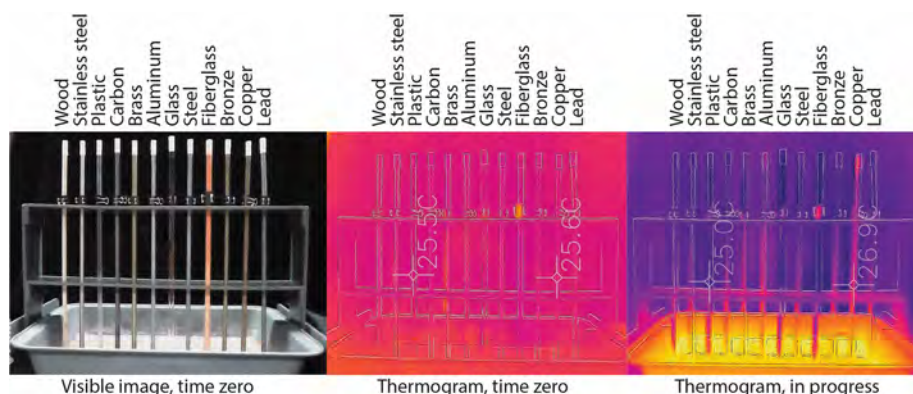 Wood
Stainless steel
Plastic
Carbon
Brass
Aluminum
Glass
Steel
Fiberglass
Bronze
Copper
Lead
Wood
Stainless steel
Plastic
Carbon
Brass
Aluminum
Glass
Steel
Fiberglass
Bronze
Copper
Lead
Wood
Stainless steel
Plastic
Carbon
Brass
Aluminum
Glass
Steel
Fiberglass
Bronze
Copper
Lead
25.5C
25.6C
25.0C
26.9C
Visible image, time zero
Thermogram, time zero
Thermogram, in progress